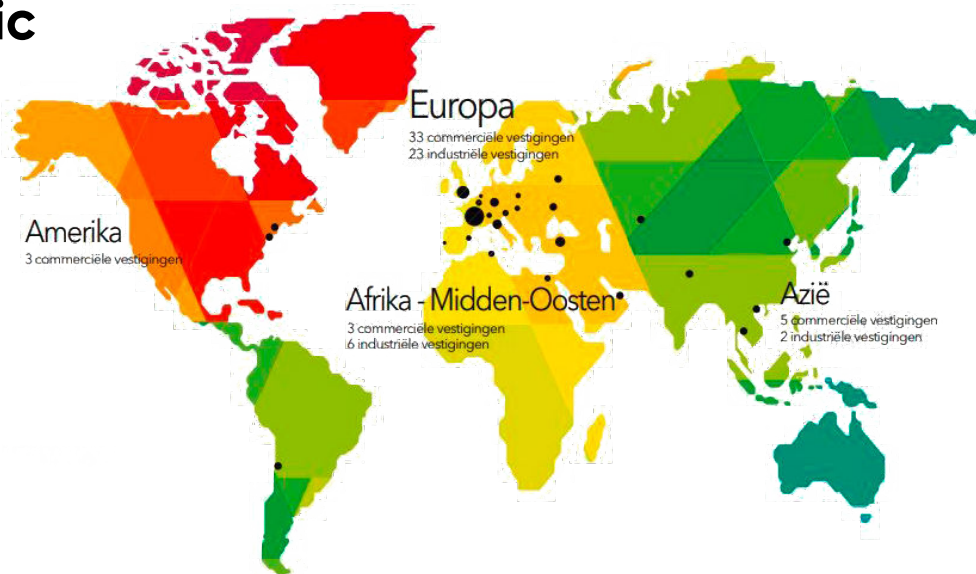 ic
Europa
33 commerciële vestigingen
23 industriële vestigingen
Amerika
3 commerciële vestigingen
Afrika - Midden-Oosten
3 commerciële vestigingen
6 industriële vestigingen
Azië
5 commerciële vestigingen
2 industriële vestigingen